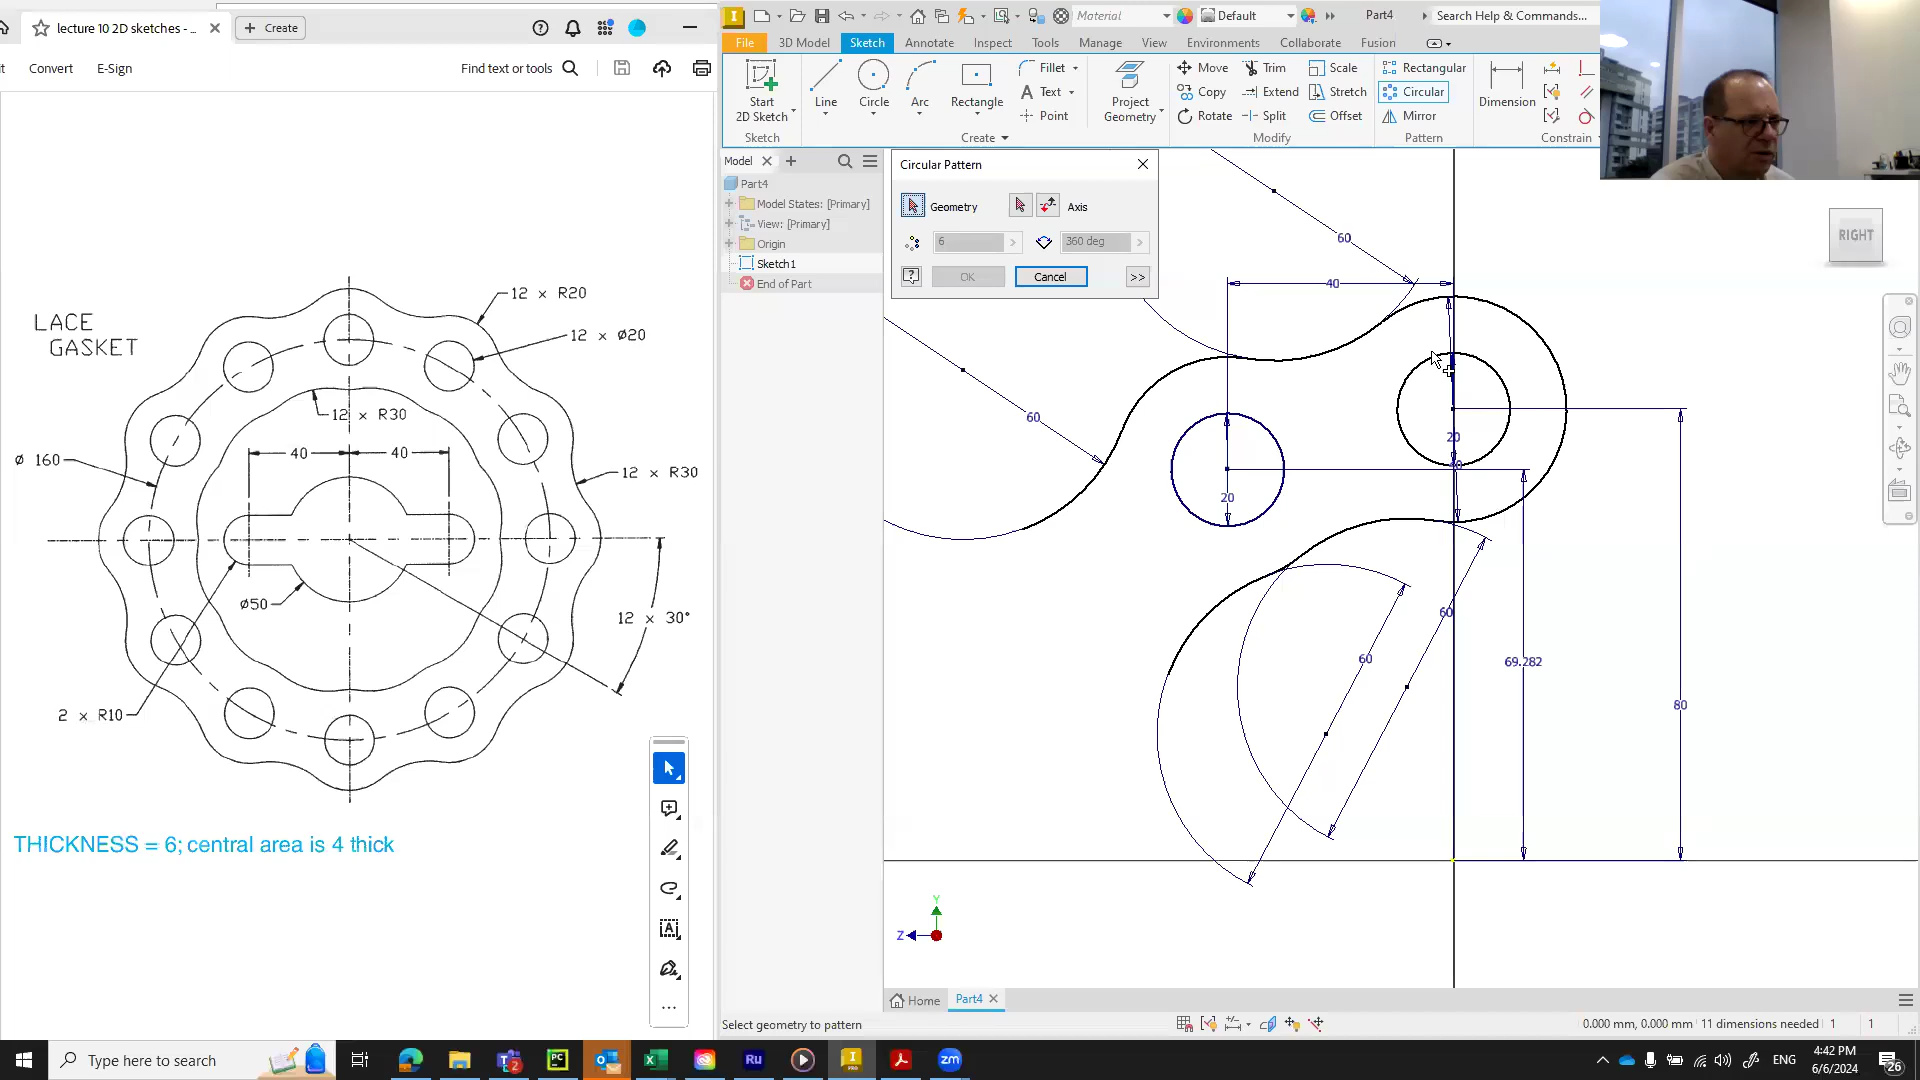 lecture 10 2D sketches - ...
Create
Convert
E-Sign
Find text or tools
LACE
GASKET
12 × R20
12 × ø20
12 × R30
40
40
ø 160
12 × R30
ø50
12 × 30°
2 × R10
THICKNESS = 6; central area is 4 thick
Material
Default
Part4
Search Help & Commands...
File
3D Model
Sketch
Annotate
Inspect
Tools
Manage
View
Environments
Collaborate
Fusion
Start
2D Sketch
Line
Circle
Arc
Rectangle
Fillet
Text
Point
Project
Geometry
Move
Copy
Rotate
Trim
Extend
Split
Scale
Stretch
Offset
Rectangular
Circular
Mirror
Dimension
Sketch
Create
Modify
Pattern
Constrain
Model
Part4
Model States: [Primary]
View: [Primary]
Origin
Sketch1
End of Part
Circular Pattern
Geometry
Axis
6
360 deg
OK
Cancel
>>
RIGHT
60
40
60
20
20
60
60
69.282
80
Y
Z
Home
Part4
Select geometry to pattern
0.000 mm, 0.000 mm
11 dimensions needed
1
1
Type here to search
ENG
4:42 PM
6/6/2024
26